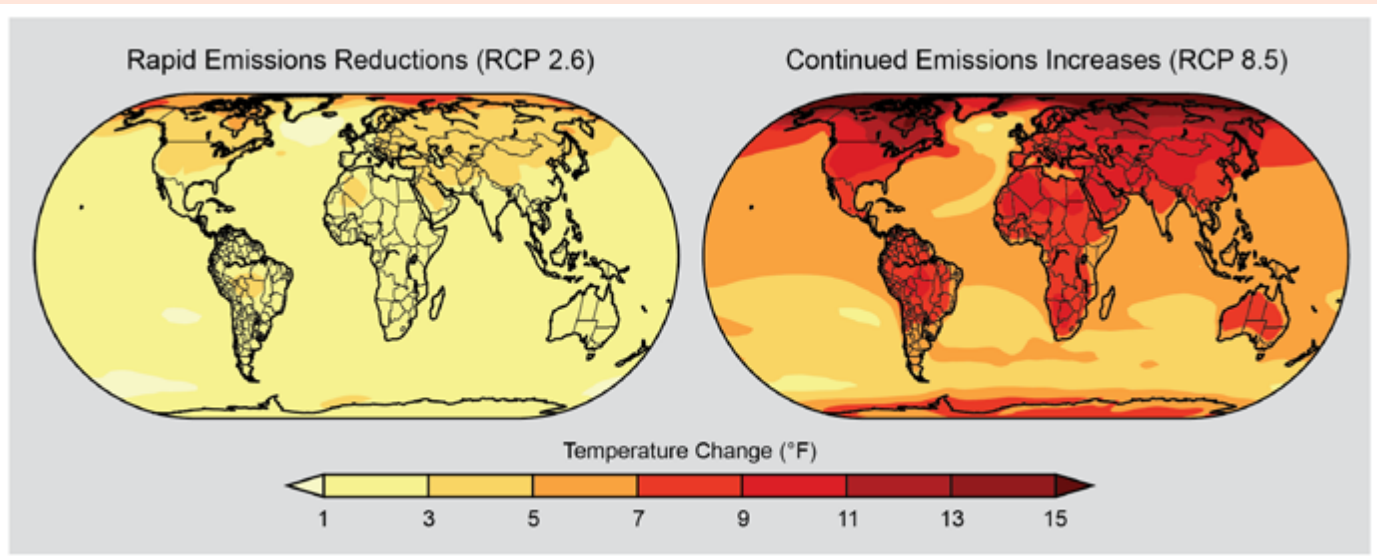 Rapid Emissions Reductions (RCP 2.6)
Continued Emissions Increases (RCP 8.5)
Temperature Change (°F)
1 3 5 7 9 11 13 15